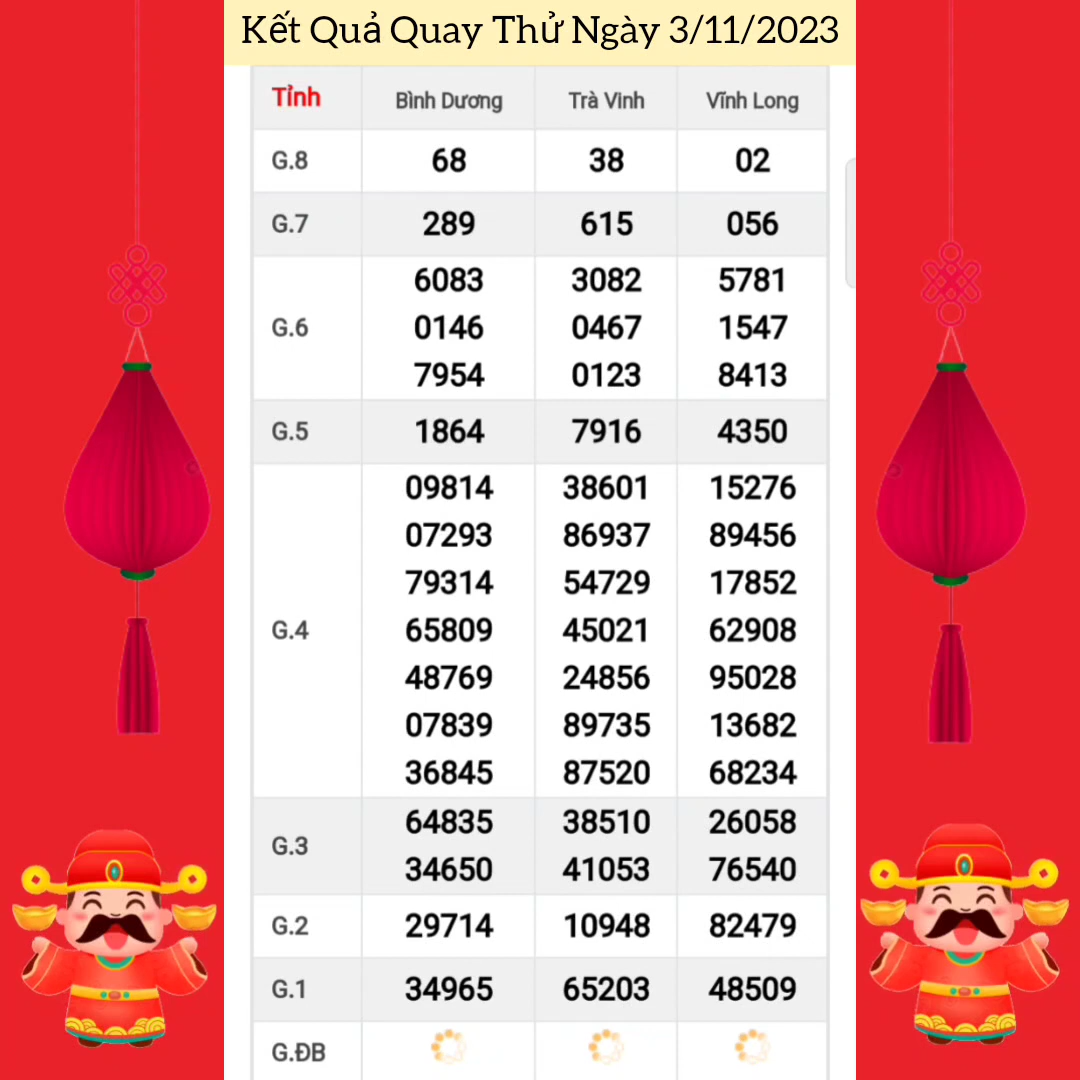 Kết Quả Quay Thử Ngày 3/11/2023
Tỉnh Bình Dương Trà Vinh Vĩnh Long
G.8 68 38 02
G.7 289 615 056
6083 3082 5781
G.6 0146 0467 1547
7954 0123 8413
G.5 1864 7916 4350
09814 38601 15276
07293 86937 89456
79314 54729 17852
G.4 65809 45021 62908
48769 24856 95028
07839 89735 13682
36845 87520 68234
G.3
64835 38510 26058
34650 41053 76540
G.2 29714 10948 82479
G.1 34965 65203 48509
G.ĐB